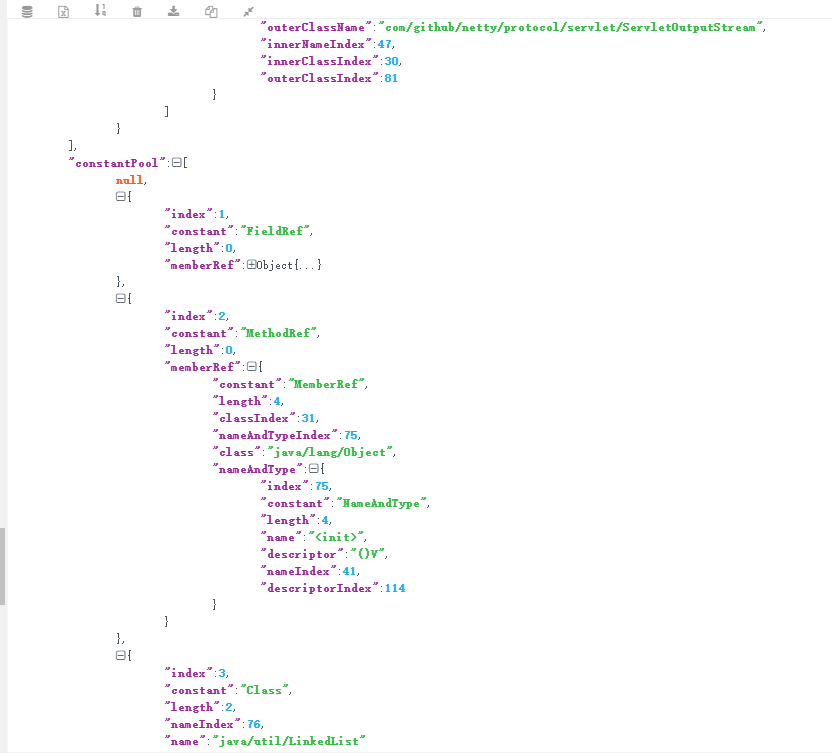 "outerClassName":"com/github/netty/protocol/servlet/ServletOutputStream",
"innerNameIndex":47,
"innerClassIndex":30,
"outerClassIndex":81
}
]
}
],
"constantPool":[
null,
{
"index":1,
"constant":"FieldRef",
"length":0,
"memberRef":Object{...}
},
{
"index":2,
"constant":"MethodRef",
"length":0,
"memberRef":{
"constant":"MemberRef",
"length":4,
"classIndex":31,
"nameAndTypeIndex":75,
"class":"java/lang/Object",
"nameAndType":{
"index":75,
"constant":"NameAndType",
"length":4,
"name":"<init>",
"descriptor":"()V",
"nameIndex":41,
"descriptorIndex":114
}
}
},
{
"index":3,
"constant":"Class",
"length":2,
"nameIndex":76,
"name":"java/util/LinkedList"